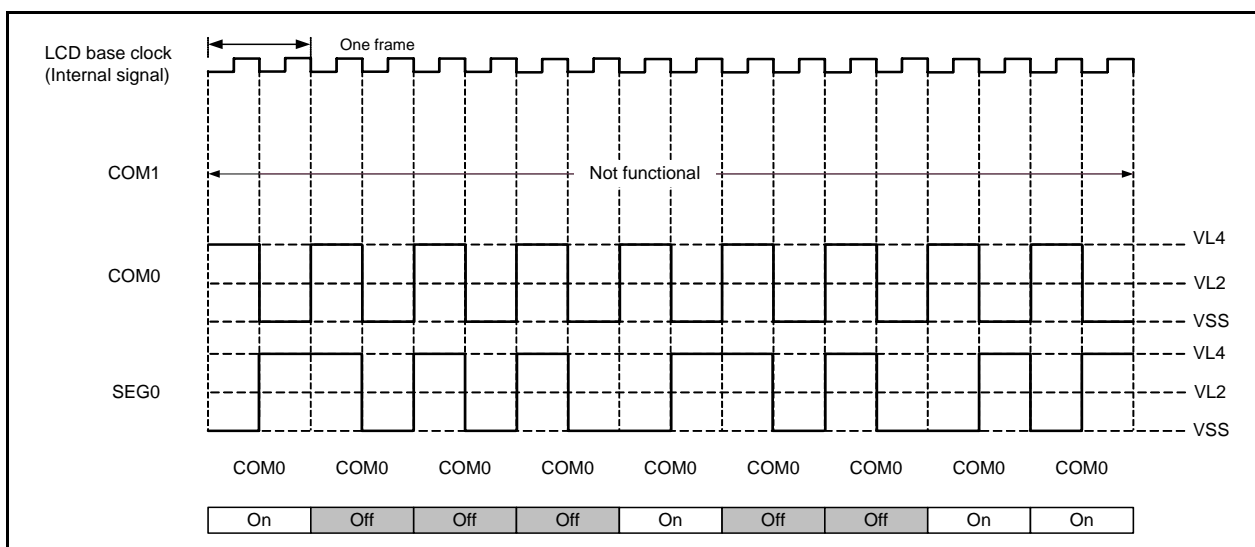 LCD base clock
(Internal signal)
One frame
COM1
Not functional
COM0
VL4
VL2
VSS
SEG0
VL4
VL2
VSS
COM0 COM0 COM0 COM0 COM0 COM0 COM0 COM0 COM0
On Off Off Off On Off Off On On